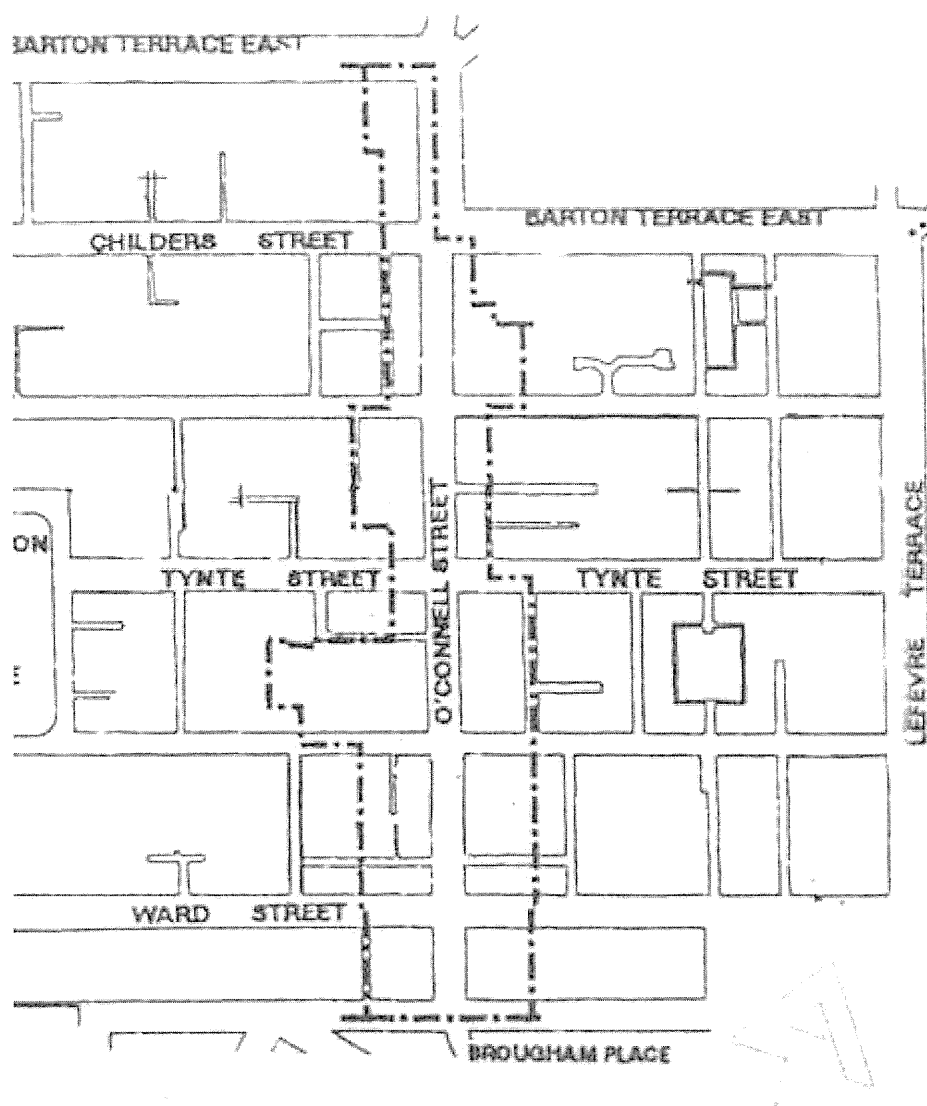 BARTON TERRACE EAST
BARTON TERRACE EAST
CHILDERS STREET
O'CONNELL STREET
LEFEVRE TERRACE
ON
TYNTE STREET
TYNTE STREET
E
WARD STREET
BROUGHAM PLACE